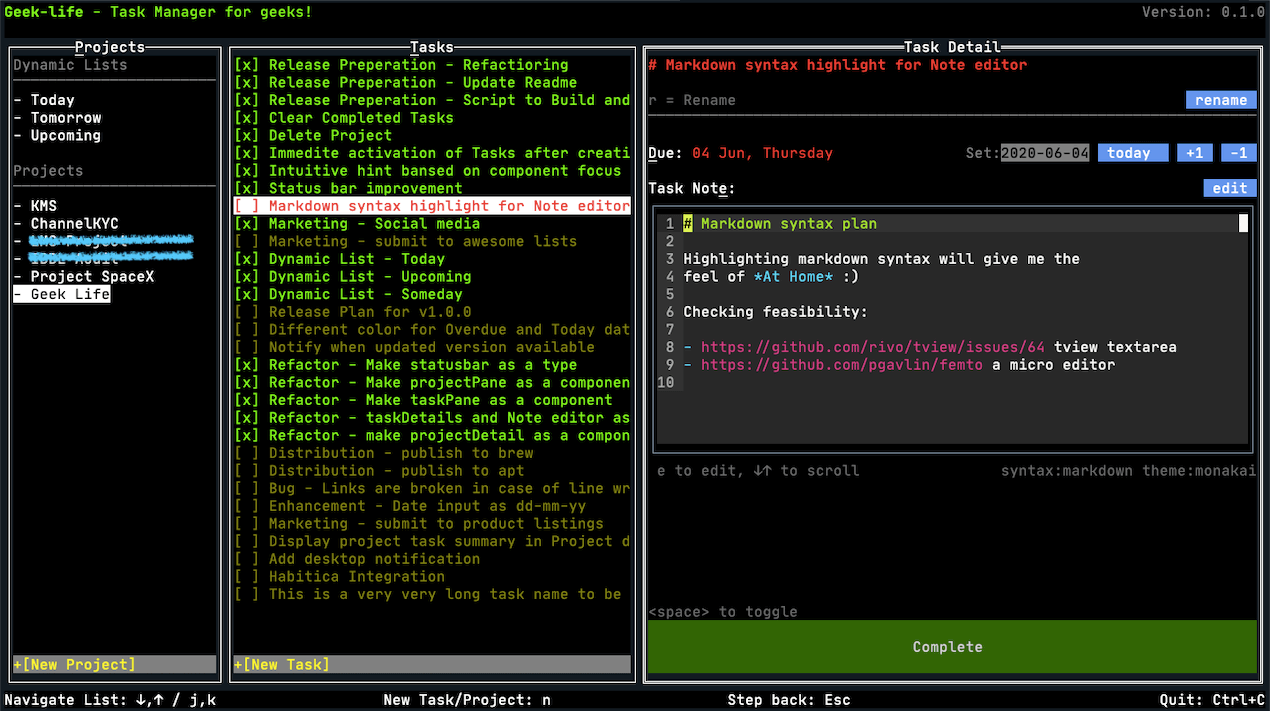 Geek-life - Task Manager for geeks!
Version: 0.1.0
Projects
Dynamic Lists
- Today
- Tomorrow
- Upcoming
Projects
- KMS
- ChannelKYC
-
-
- Project SpaceX
- Geek Life
+[New Project]
Tasks
[x] Release Preperation - Refactioring
[x] Release Preperation - Update Readme
[x] Release Preperation - Script to Build and
[x] Clear Completed Tasks
[x] Delete Project
[x] Immedite activation of Tasks after creati
[x] Intuitive hint bansed on component focus
[x] Status bar improvement
[ ] Markdown syntax highlight for Note editor
[x] Marketing - Social media
[ ] Marketing - submit to awesome lists
[x] Dynamic List - Today
[x] Dynamic List - Upcoming
[x] Dynamic List - Someday
[ ] Release Plan for v1.0.0
[ ] Different color for Overdue and Today dat
[ ] Notify when updated version available
[x] Refactor - Make statusbar as a type
[x] Refactor - Make projectPane as a componen
[x] Refactor - Make taskPane as a component
[x] Refactor - taskDetails and Note editor as
[x] Refactor - make projectDetail as a compon
[ ] Distribution - publish to brew
[ ] Distribution - publish to apt
[ ] Bug - Links are broken in case of line wr
[ ] Enhancement - Date input as dd-mm-yy
[ ] Marketing - submit to product listings
[ ] Display project task summary in Project d
[ ] Add desktop notification
[ ] Habitica Integration
[ ] This is a very very long task name to be
+[New Task]
Task Detail
# Markdown syntax highlight for Note editor
r = Rename
rename
Due: 04 Jun, Thursday
Set:2020-06-04 today +1 -1
Task Note:
edit
1 # Markdown syntax plan
2
3 Highlighting markdown syntax will give me the
4 feel of *At Home* :)
5
6 Checking feasibility:
7
8 - https://github.com/rivo/tview/issues/64 tview textarea
9 - https://github.com/pgavlin/femto a micro editor
10
e to edit, ↓↑ to scroll
syntax:markdown theme:monakai
<space> to toggle
Complete
Navigate List: ↓,↑ / j,k
New Task/Project: n
Step back: Esc
Quit: Ctrl+C